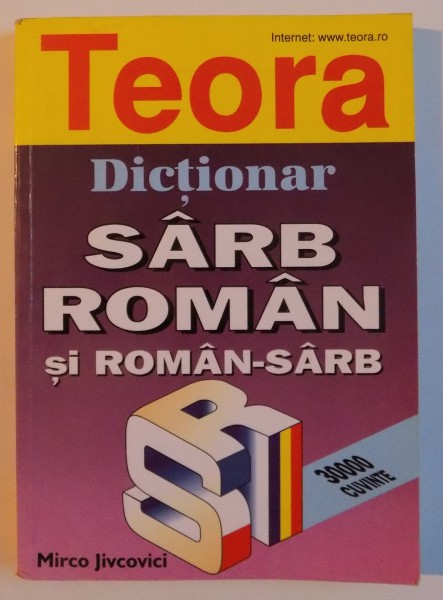 Internet: www.teora.ro
Teora
Dicționar
SÂRB
ROMÂN
și ROMÂN-SÂRB
SR
30000
CUVINTE
Mirco Jivcovici